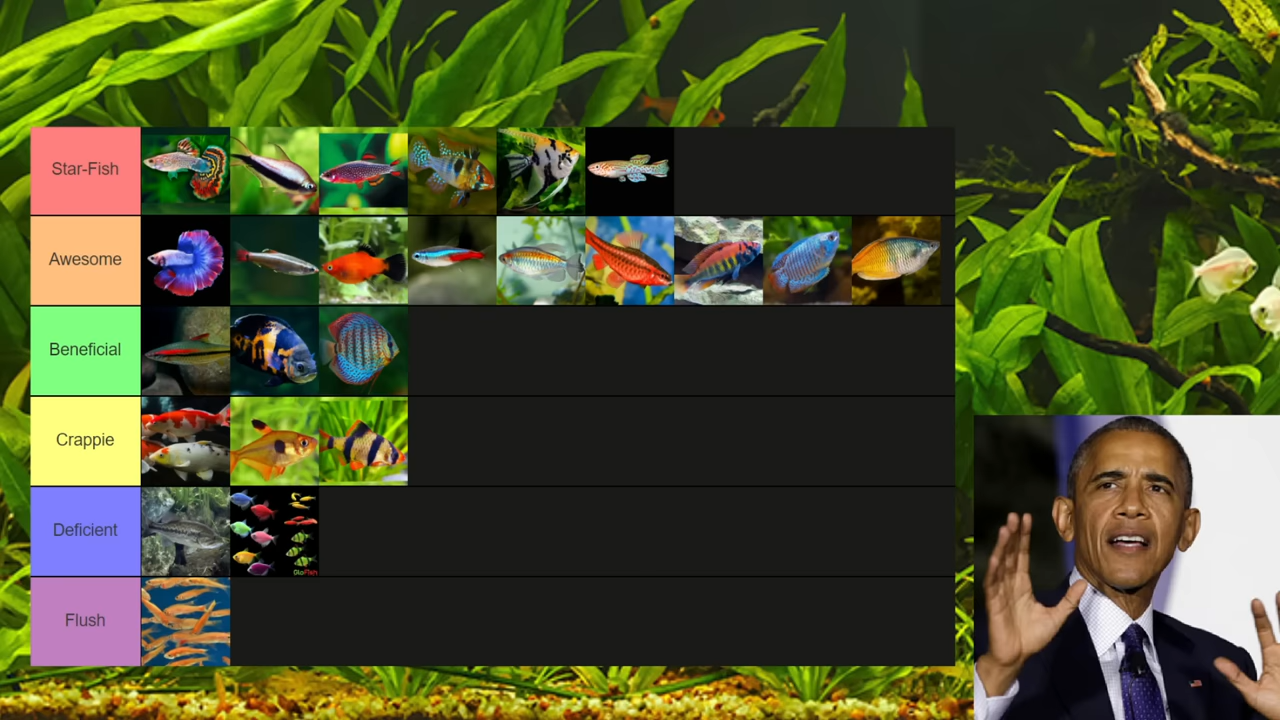 Star-Fish
Awesome
Beneficial
Crappie
Deficient
GloFish
Flush